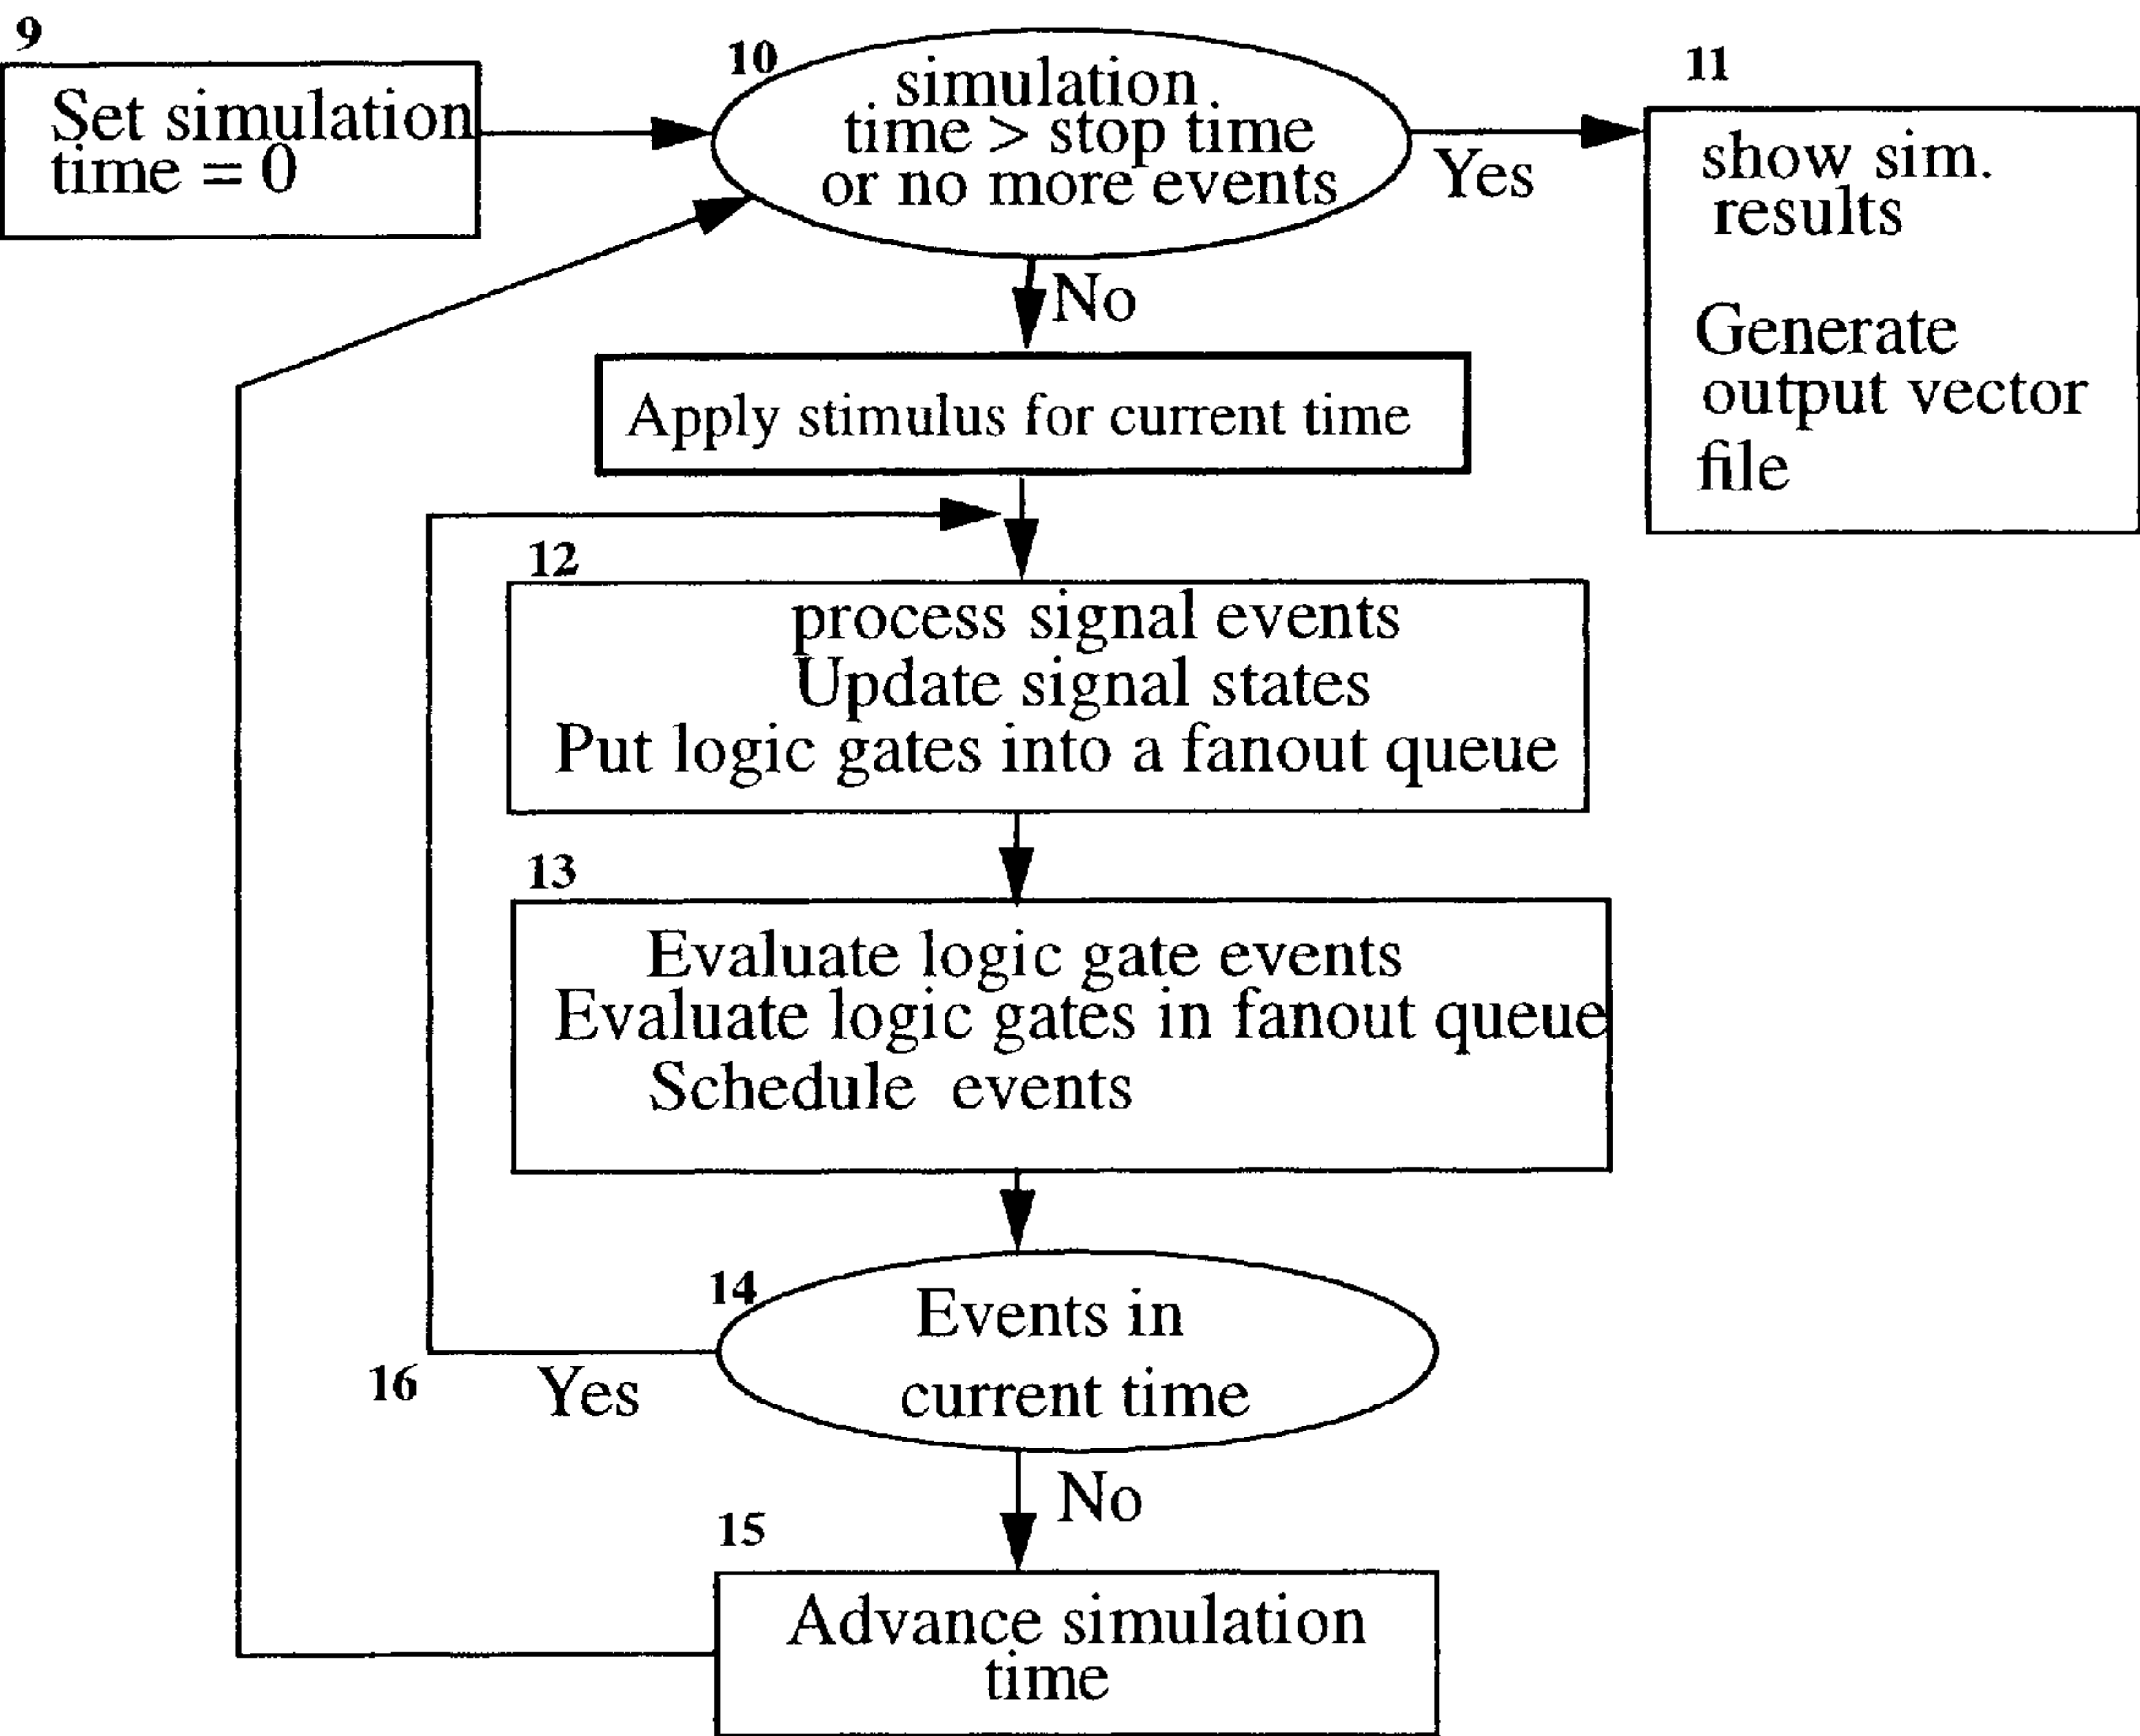 9
Set simulation
time = 0
10
simulation
time > stop time
or no more events
Yes
11
show sim.
results
Generate
output vector
file
No
Apply stimulus for current time
12
process signal events
Update signal states
Put logic gates into a fanout queue
13
Evaluate logic gate events
Evaluate logic gates in fanout queue
Schedule events
14
Events in
current time
16
Yes
No
15
Advance simulation
time